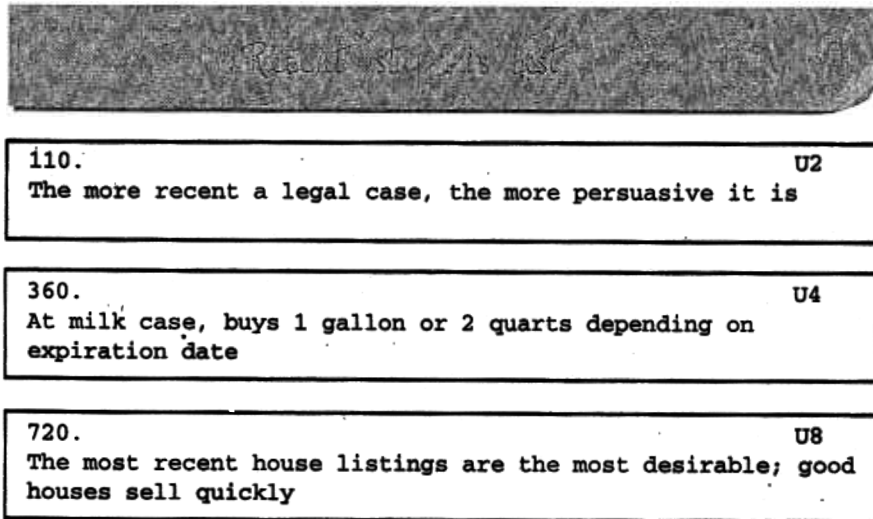 Recent
110. U2
The more recent a legal case, the more persuasive it is
360. U4
At milk case, buys 1 gallon or 2 quarts depending on
expiration date
720. U8
The most recent house listings are the most desirable; good
houses sell quickly